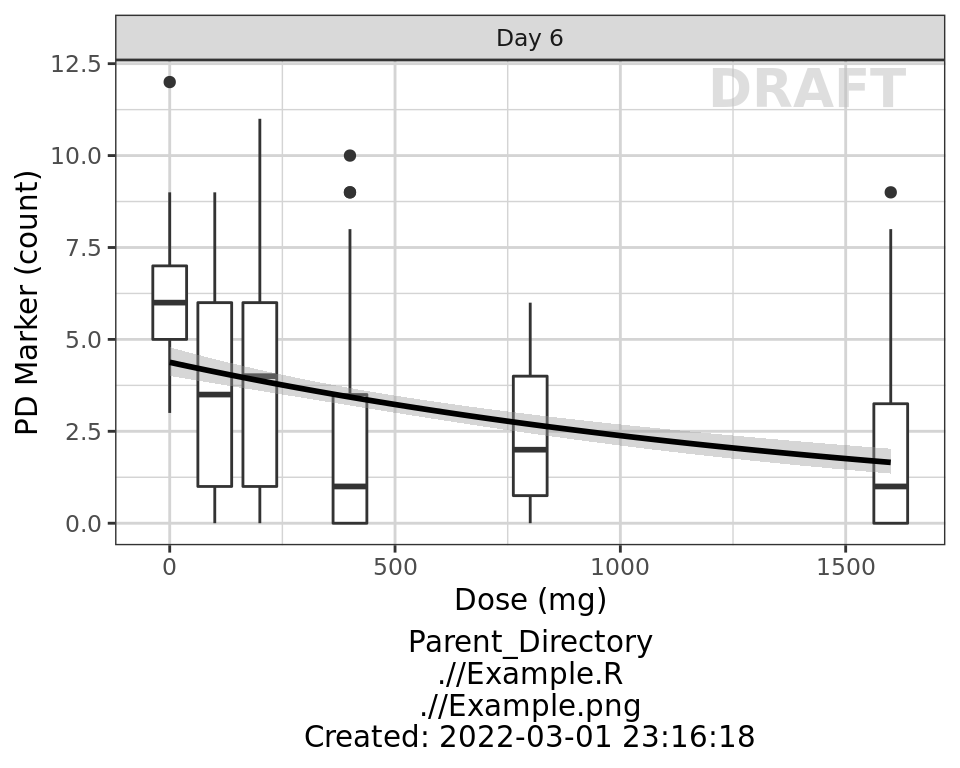 Day 6
DRAFT
12.5
10.0
7.5
5.0
2.5
0.0
PD Marker (count)
0 500 1000 1500
Dose (mg)
Parent_Directory
.//Example.R
.//Example.png
Created: 2022-03-01 23:16:18